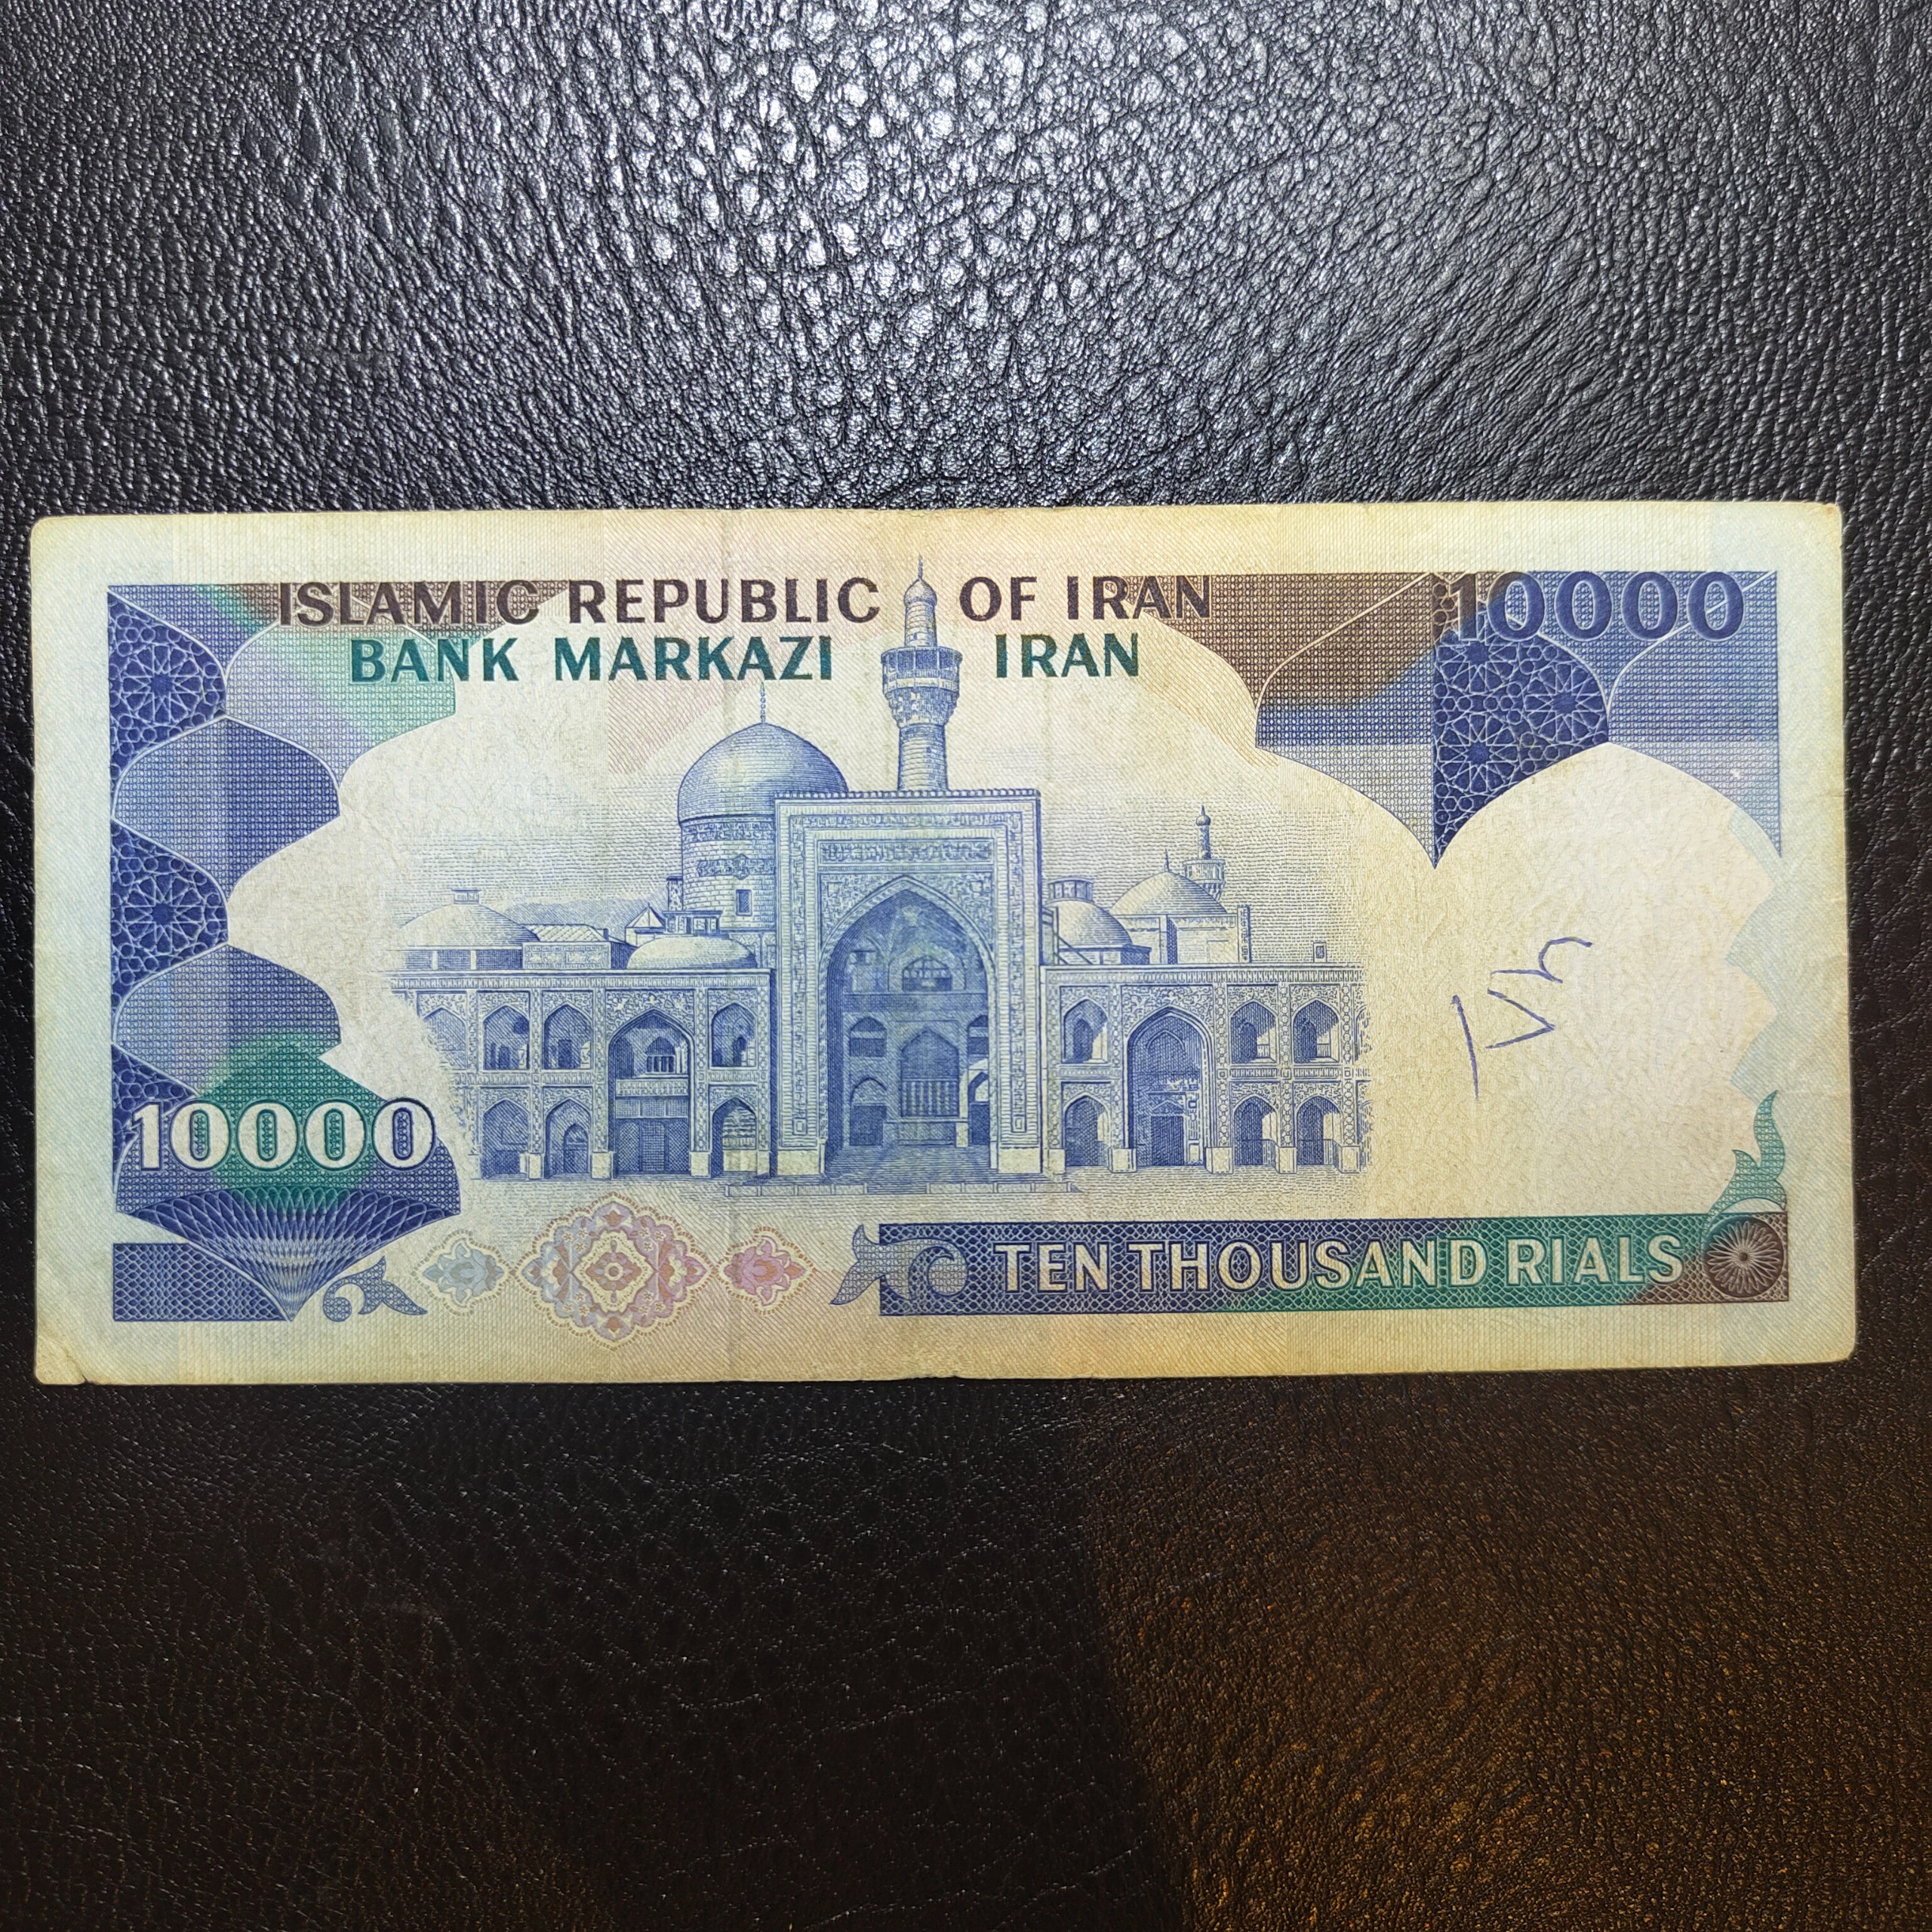 ISLAMIC REPUBLIC OF IRAN
10000
BANK MARKAZI IRAN
10000
TEN THOUSAND RIALS